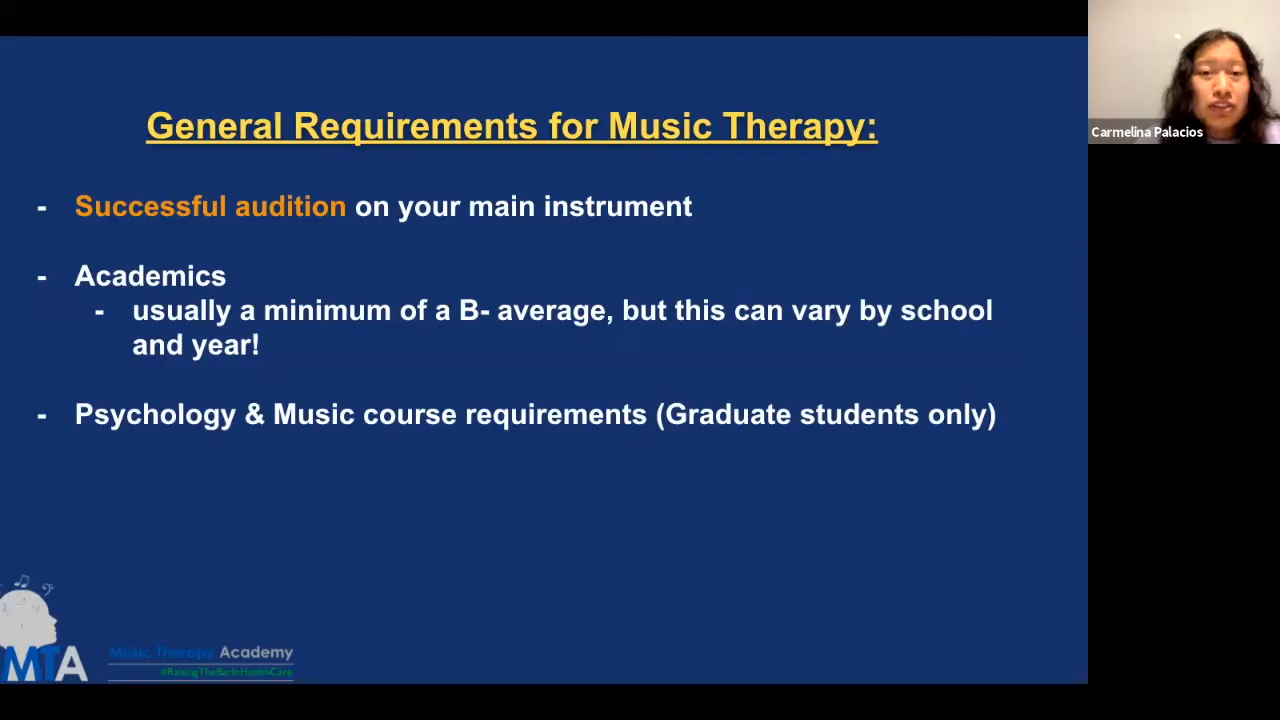 General Requirements for Music Therapy:
Carmelina Palacios
- Successful audition on your main instrument
- Academics
- usually a minimum of a B- average, but this can vary by school
and year!
- Psychology & Music course requirements (Graduate students only)
MTA
Music Therapy Academy
#RaisingTheBarInHealthCare